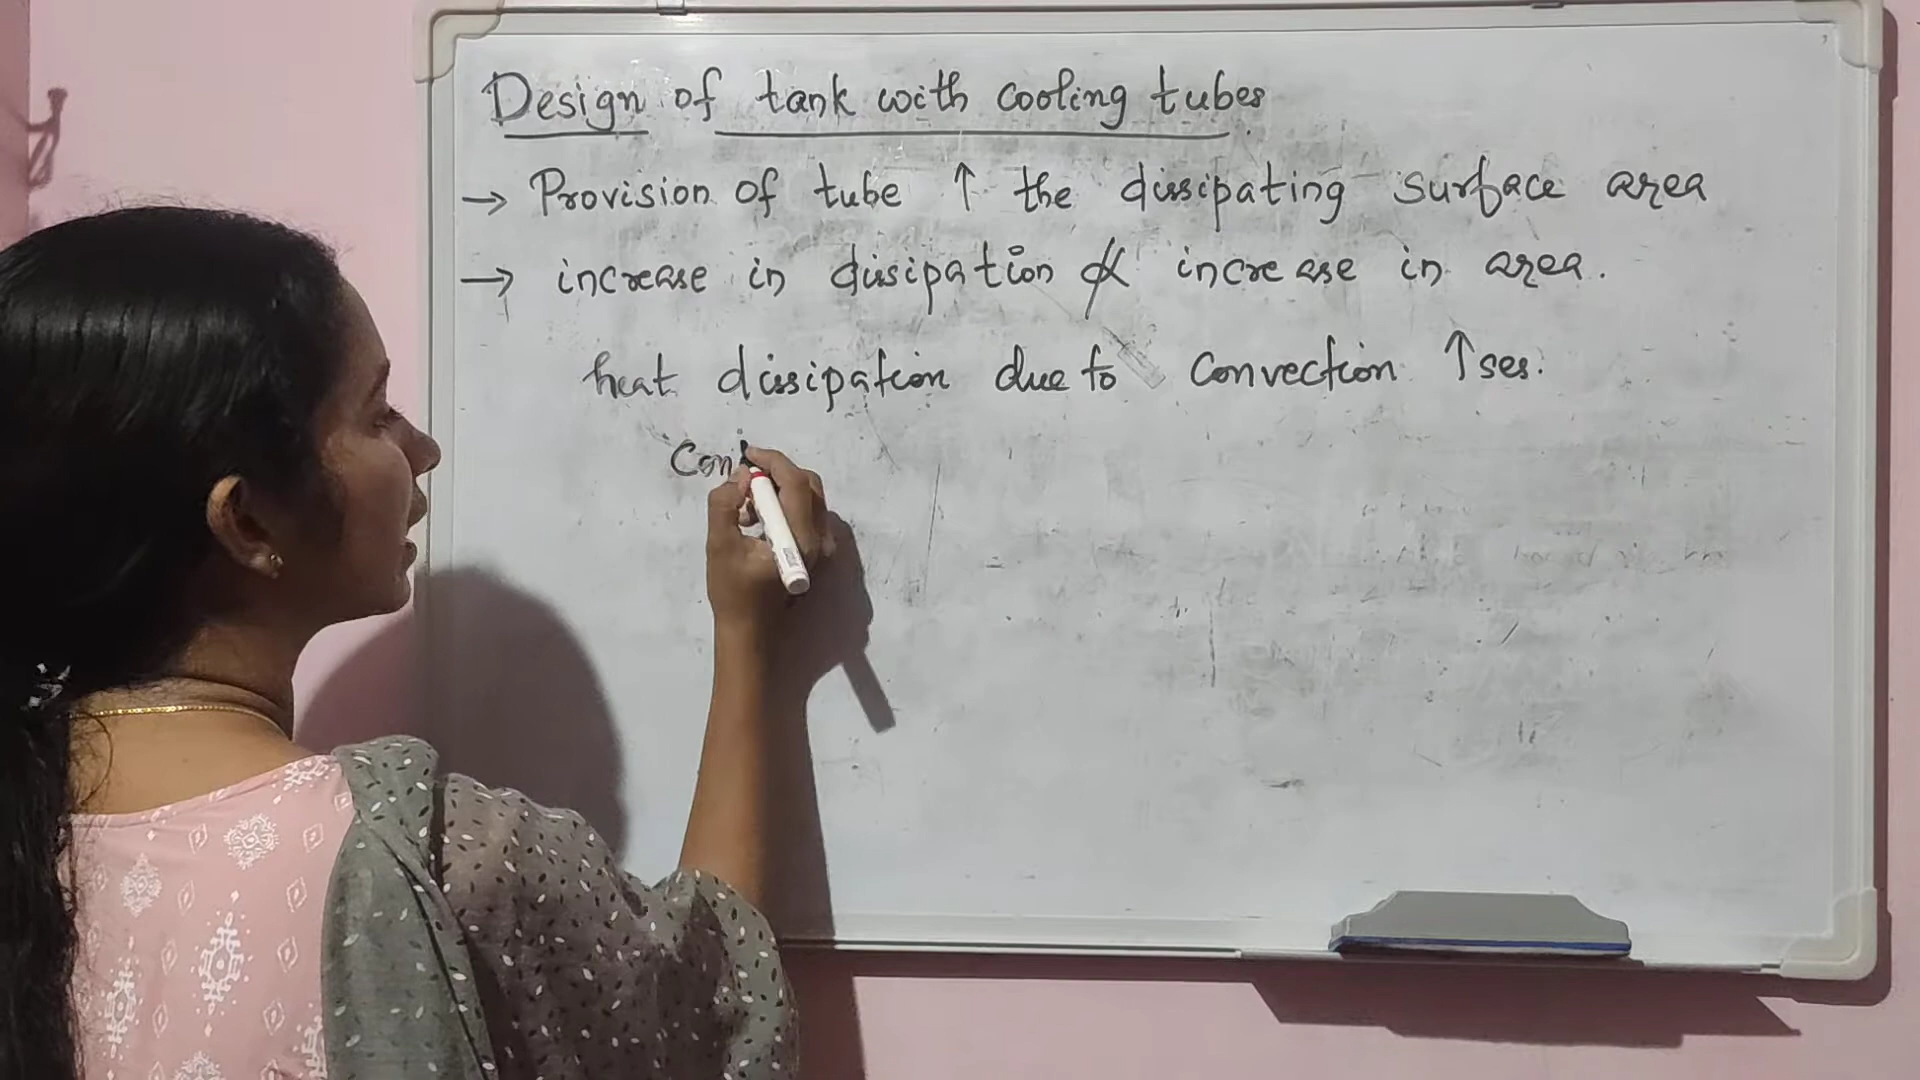 Design of tank with cooling tubes
→ Provision of tube ↑ the dissipating surface area
→ increase in dissipation ∝̸ increase in area.
heat dissipation due to convection ↑ses.
Con